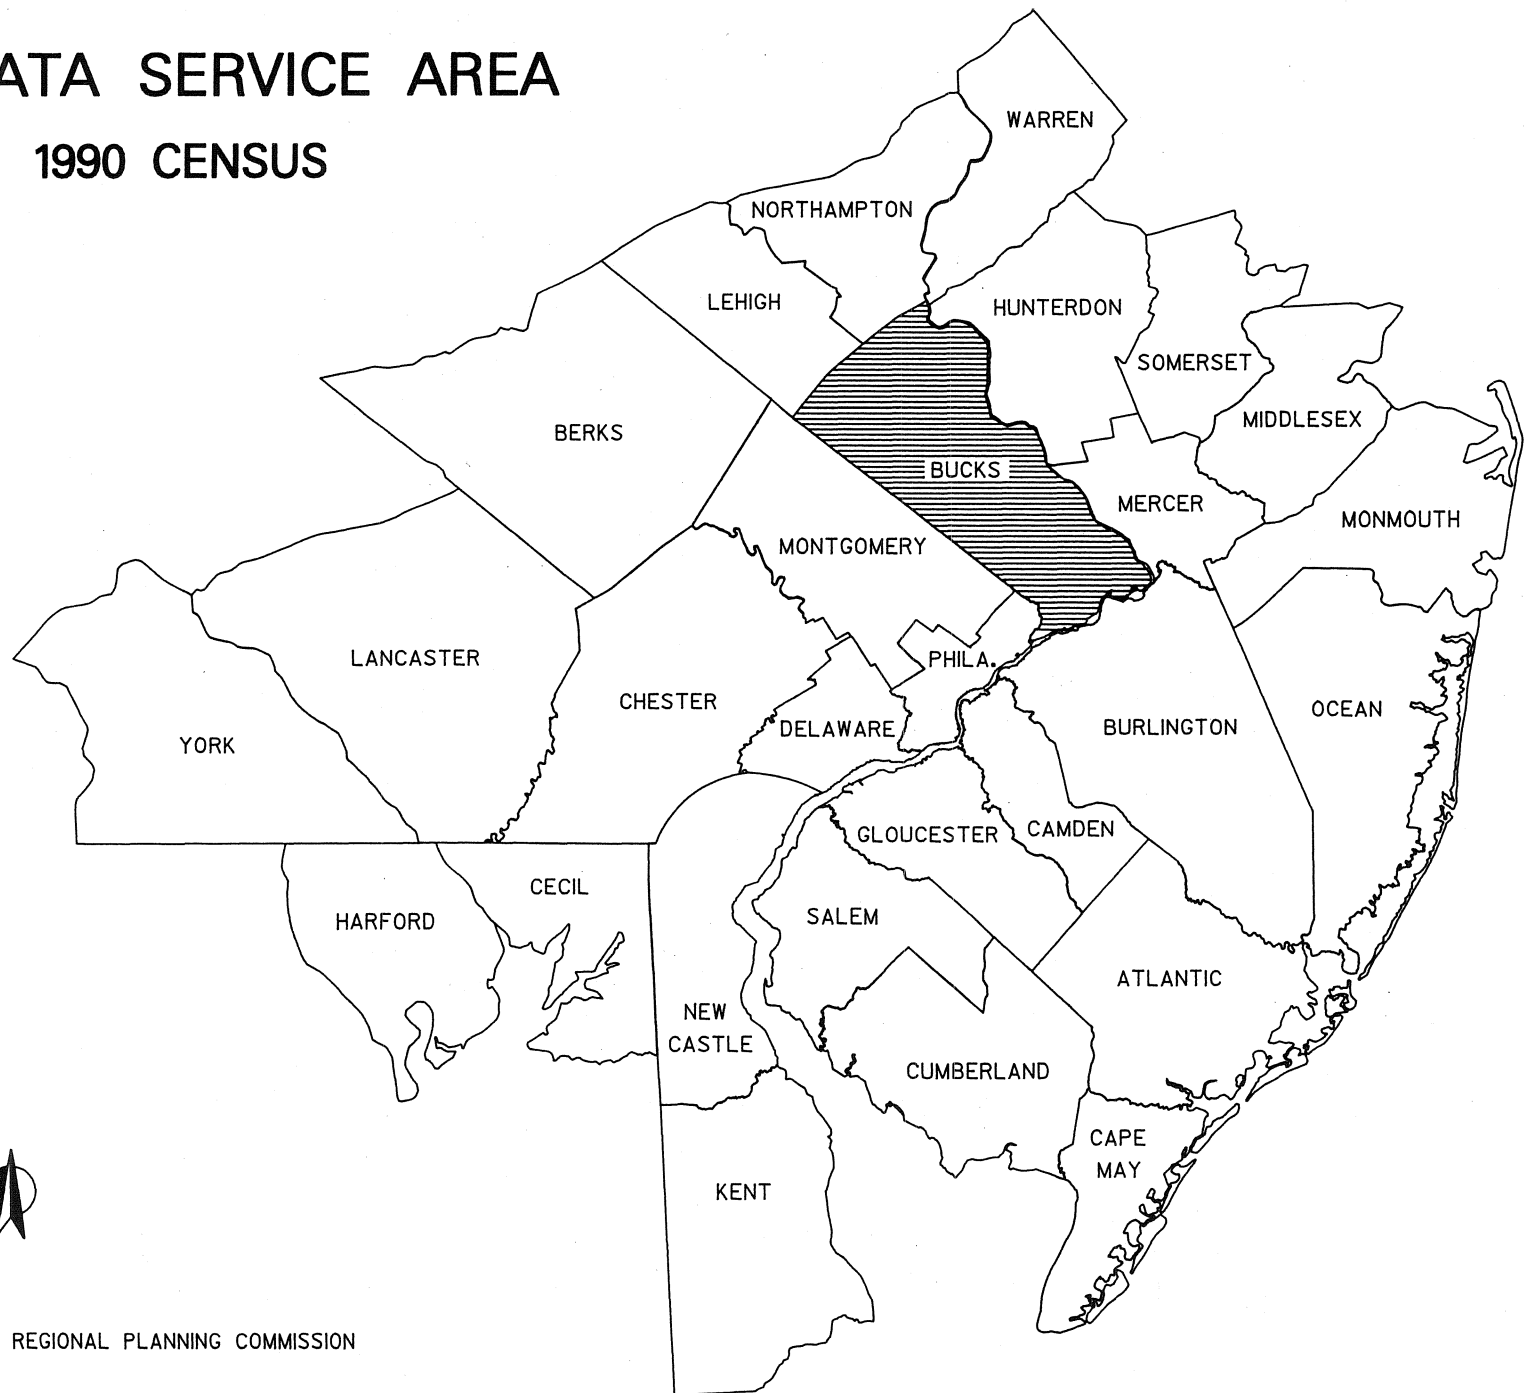 ATA SERVICE AREA
1990 CENSUS
WARREN
NORTHAMPTON
LEHIGH
HUNTERDON
SOMERSET
MIDDLESEX
BERKS
BUCKS
MERCER
MONMOUTH
MONTGOMERY
LANCASTER
PHILA.
CHESTER
OCEAN
DELAWARE
BURLINGTON
YORK
GLOUCESTER
CAMDEN
CECIL
HARFORD
SALEM
ATLANTIC
NEW
CASTLE
CUMBERLAND
CAPE
MAY
KENT
REGIONAL PLANNING COMMISSION